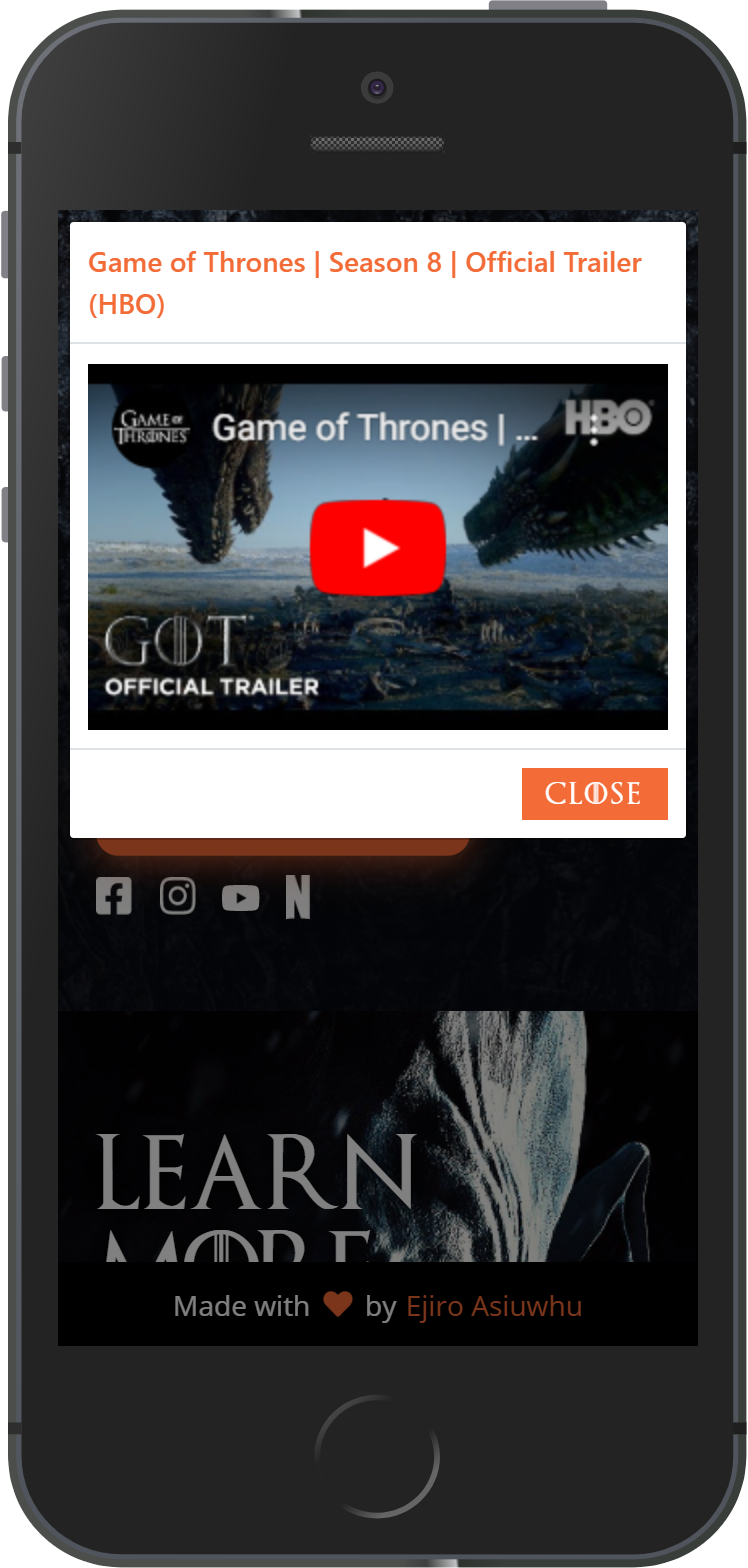 Game of Thrones | Season 8 | Official Trailer
(HBO)
GAME OF
THRONES
Game of Thrones | ...
HBO
GOT
OFFICIAL TRAILER
CLOSE
LEARN
MORE
Made with ❤ by Ejiro Asiuwhu